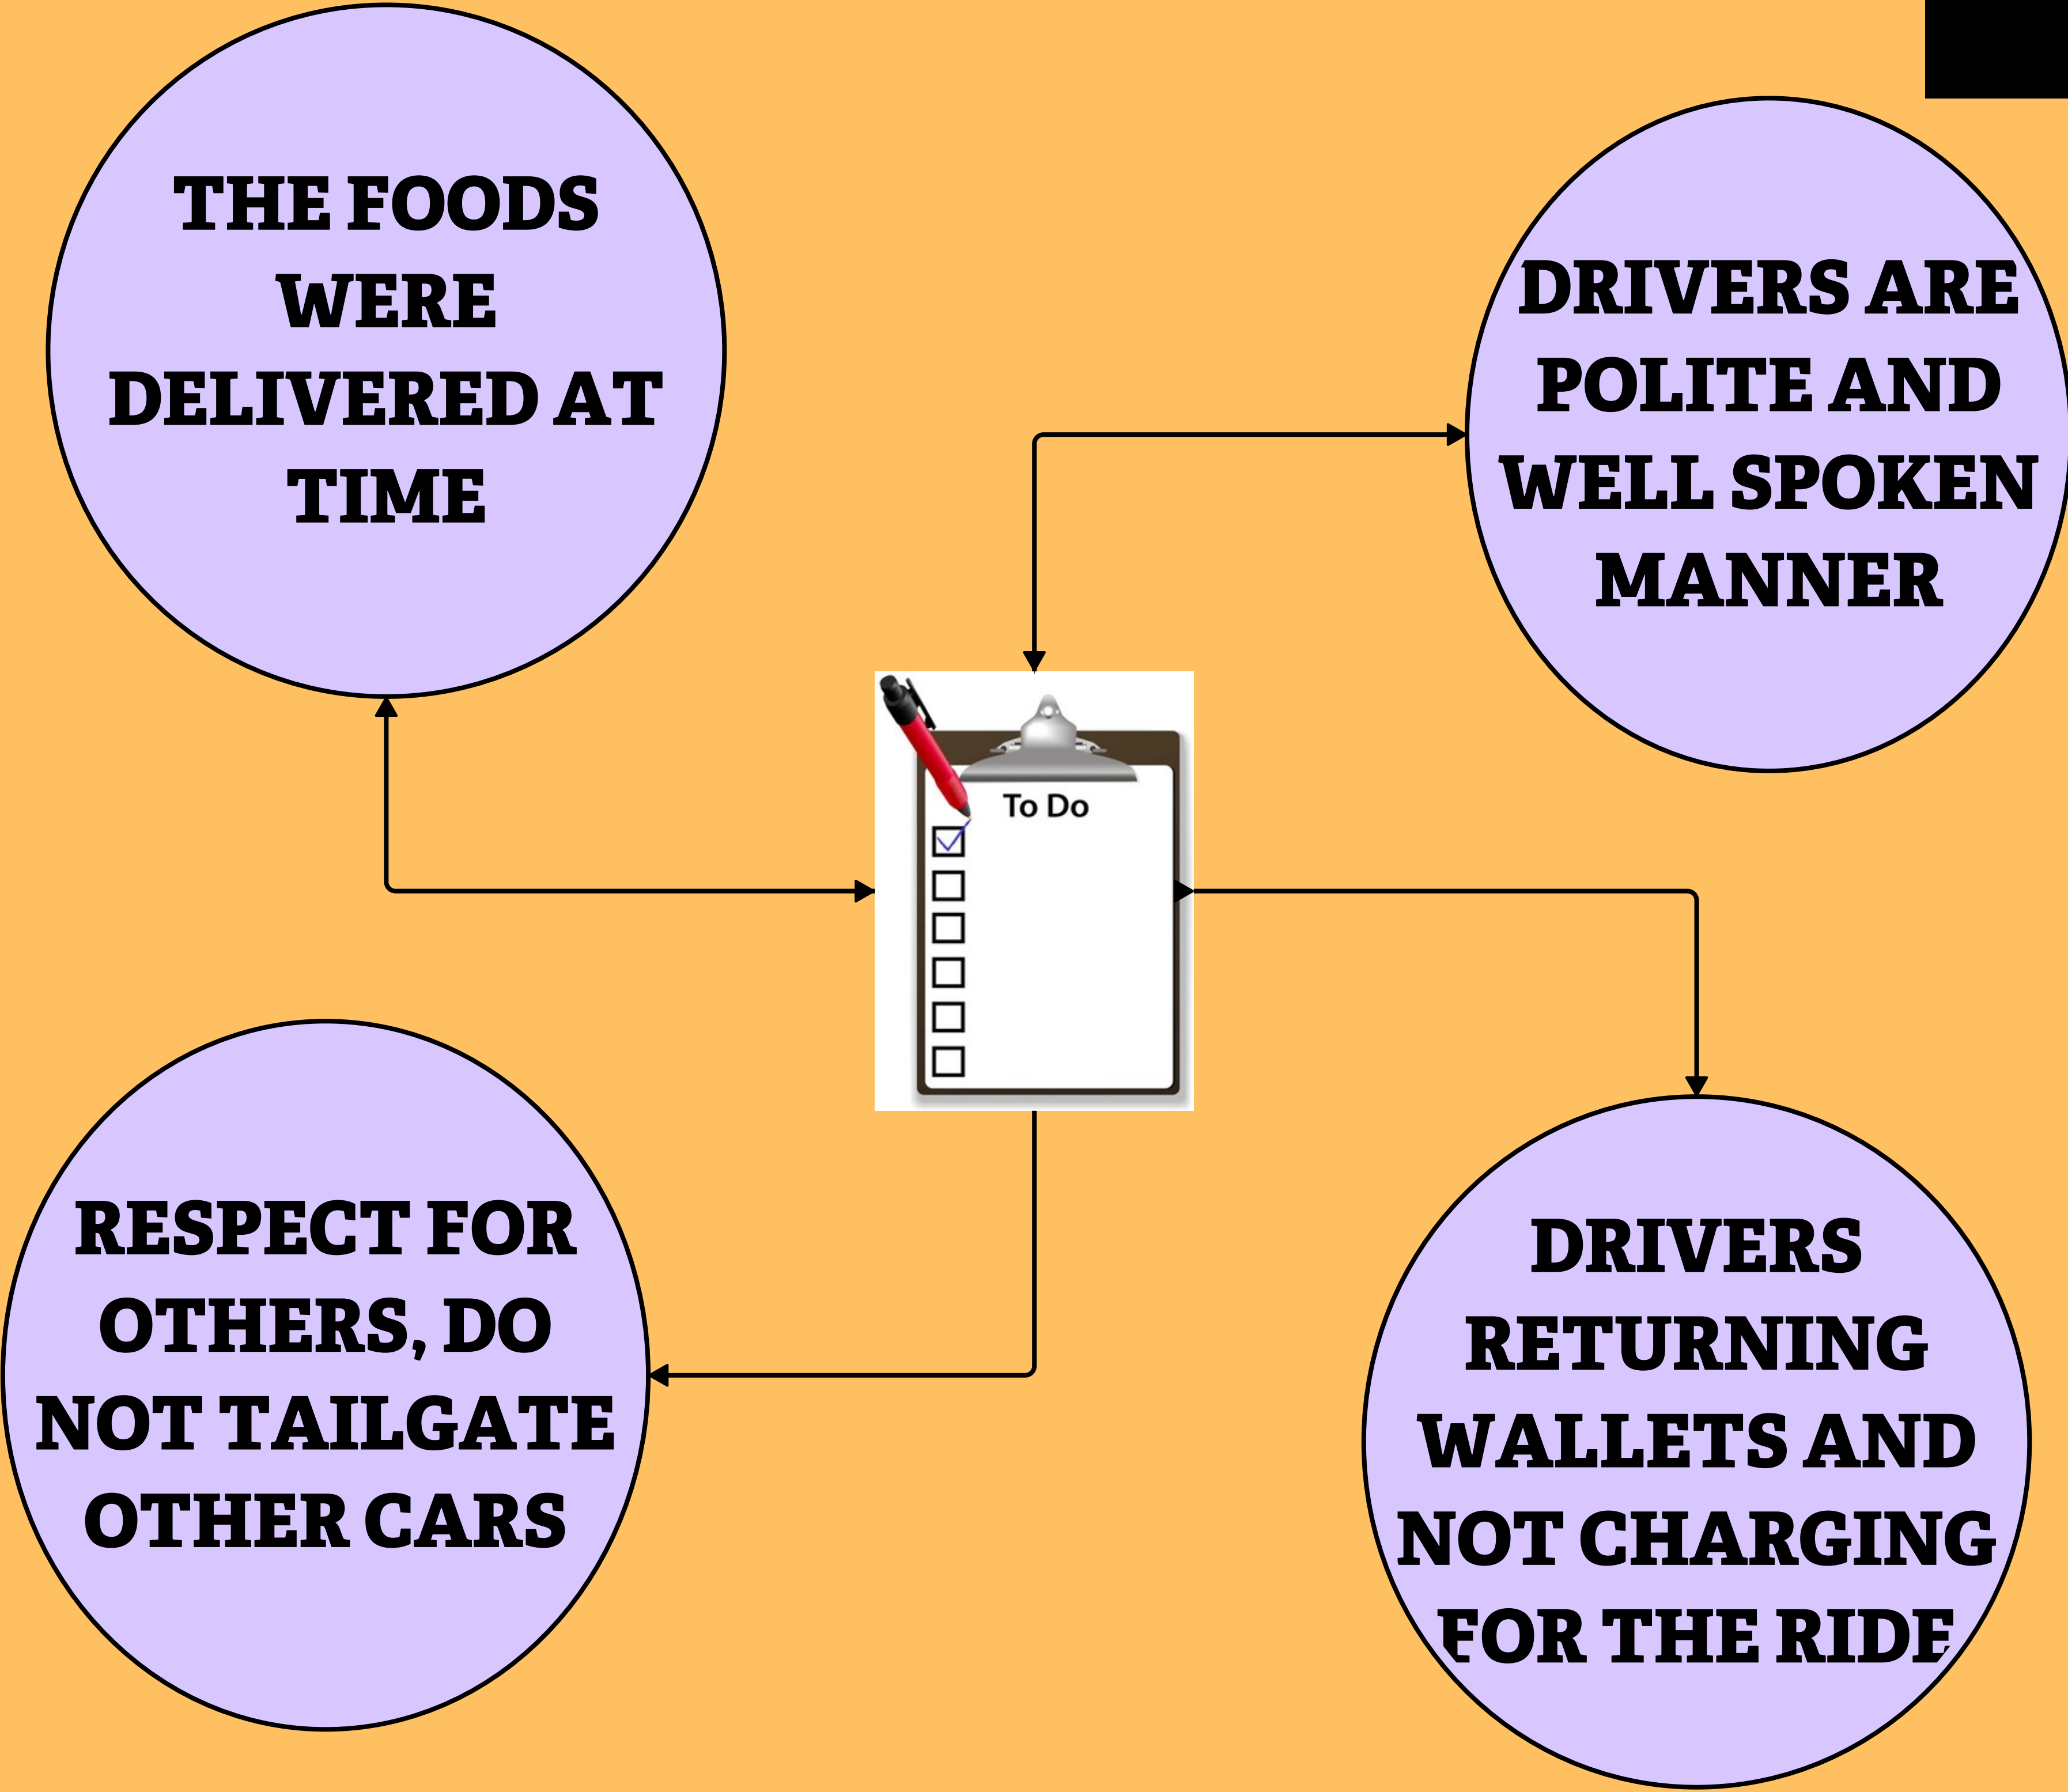 THE FOODS
WERE
DELIVERED AT
TIME
DRIVERS ARE
POLITE AND
WELL SPOKEN
MANNER
To Do
RESPECT FOR
OTHERS, DO
NOT TAILGATE
OTHER CARS
DRIVERS
RETURNING
WALLETS AND
NOT CHARGING
FOR THE RIDE